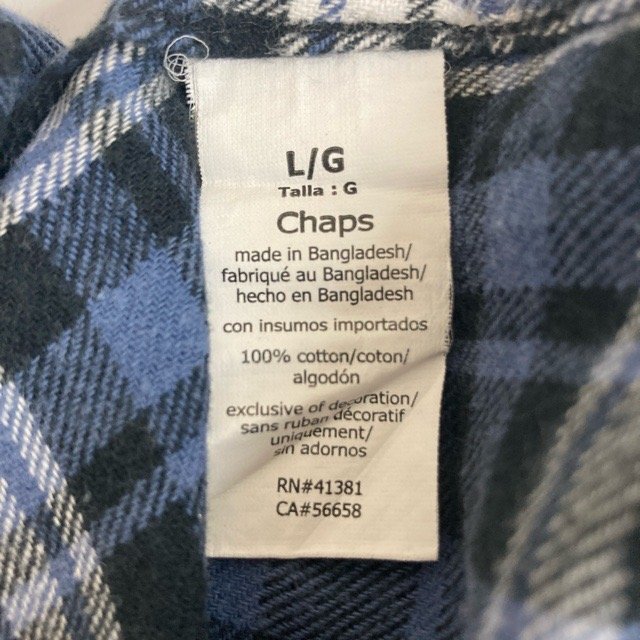 L/G
Talla : G
Chaps
made in Bangladesh/
fabriqué au Bangladesh/
hecho en Bangladesh
con insumos importados
100% cotton/coton/
algodón
exclusive of decoration/
sans ruban décoratif
uniquement/
sin adornos
RN#41381
CA#56658